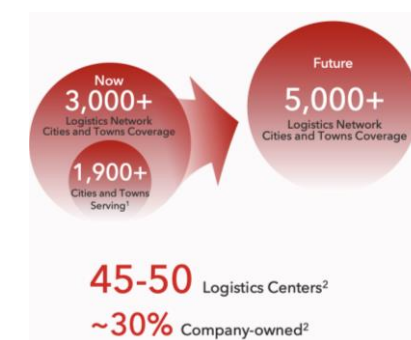 Now
3,000+
Logistics Network
Cities and Towns Coverage
1,900+
Cities and Towns
Serving¹
Future
5,000+
Logistics Network
Cities and Towns Coverage
45-50 Logistics Centers²
~30% Company-owned²